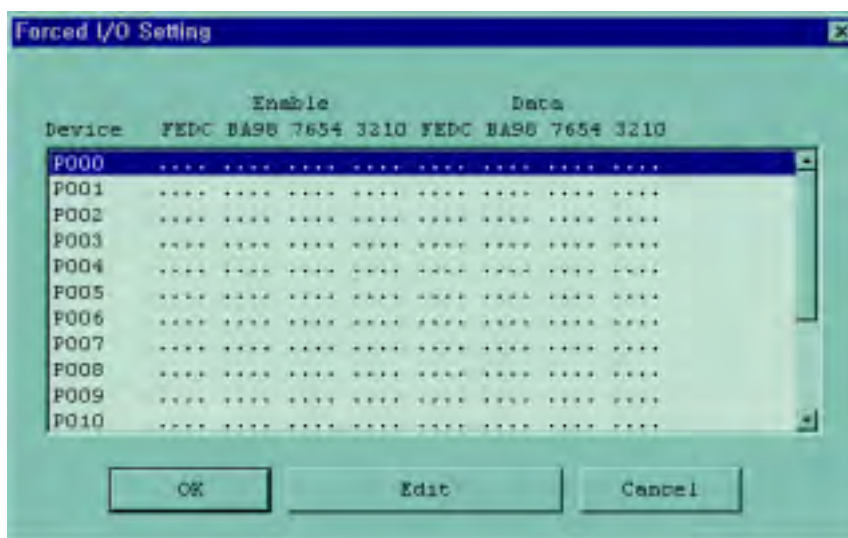 Forced I/O Setting
Enable Data
Device FEDC BA98 7654 3210 FEDC BA98 7654 3210
P000 .... .... .... .... .... .... .... ....
P001 .... .... .... .... .... .... .... ....
P002 .... .... .... .... .... .... .... ....
P003 .... .... .... .... .... .... .... ....
P004 .... .... .... .... .... .... .... ....
P005 .... .... .... .... .... .... .... ....
P006 .... .... .... .... .... .... .... ....
P007 .... .... .... .... .... .... .... ....
P008 .... .... .... .... .... .... .... ....
P009 .... .... .... .... .... .... .... ....
P010 .... .... .... .... .... .... .... ....
OK Edit Cancel